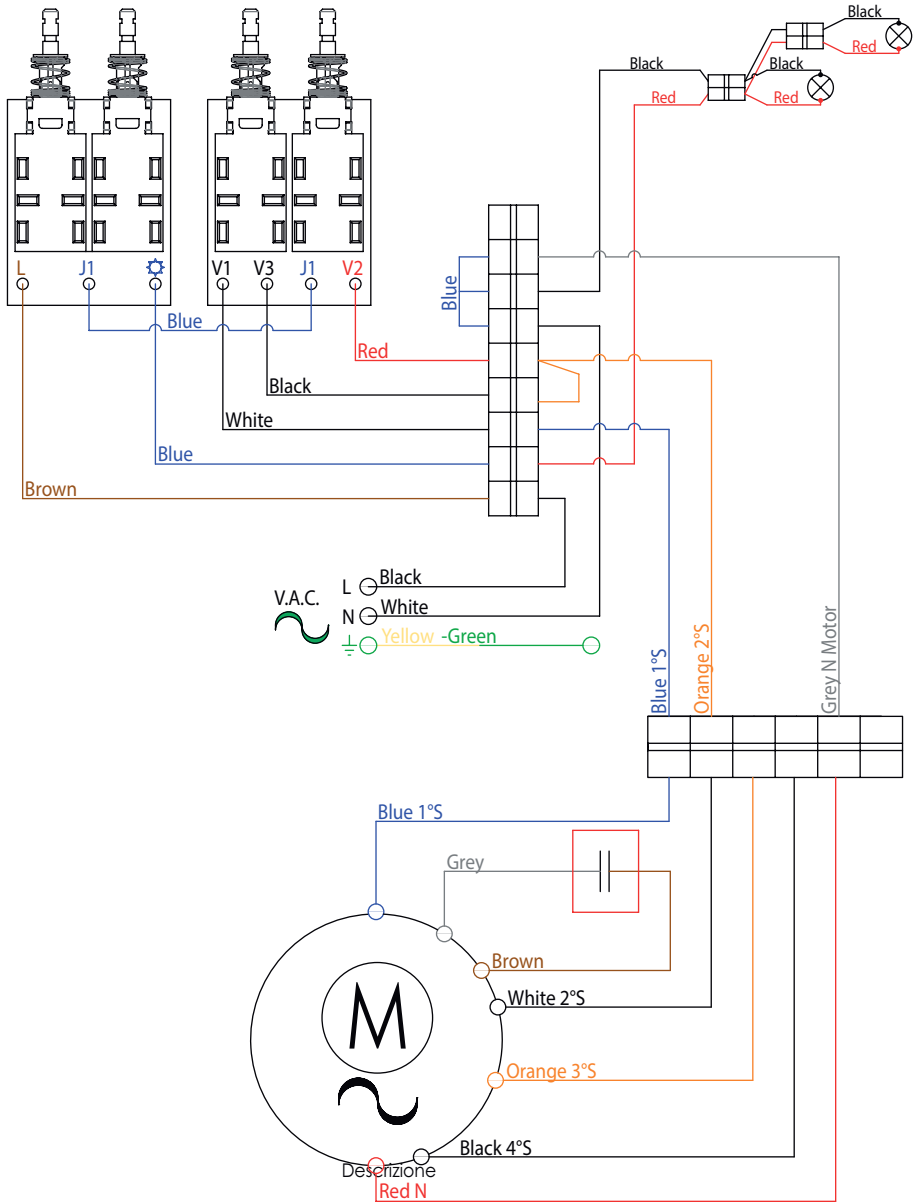 Black
Red
Black
Black
Red
Red
L
J1
V1
V3
J1
V2
Blue
Blue
Red
Black
White
Blue
Brown
V.A.C.
L
Black
N
White
Yellow -Green
Blue 1°S
Orange 2°S
Grey N Motor
Blue 1°S
Grey
Brown
M
White 2°S
Orange 3°S
Black 4°S
Descrizione
Red N